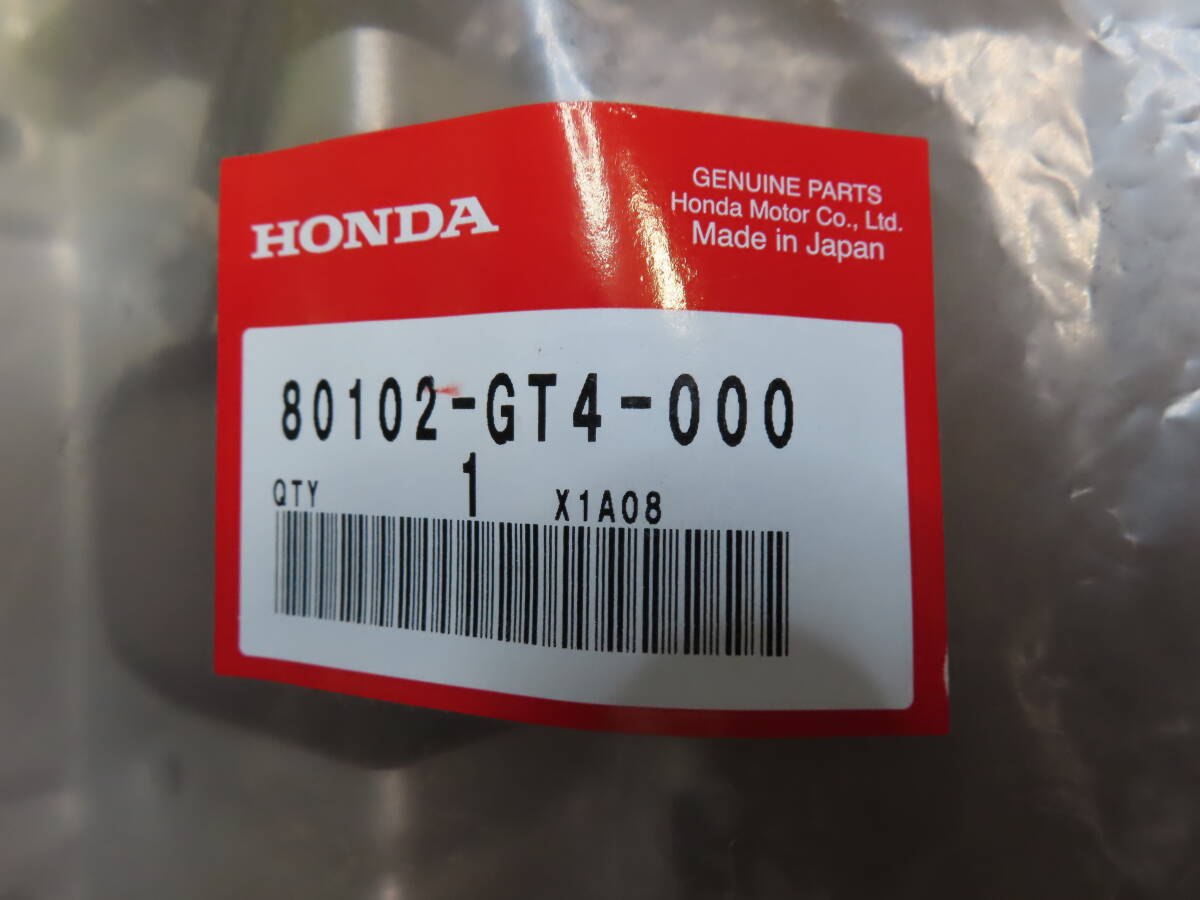 HONDA
GENUINE PARTS
Honda Motor Co., Ltd.
Made in Japan
80102-GT4-000
QTY 1 X1A08